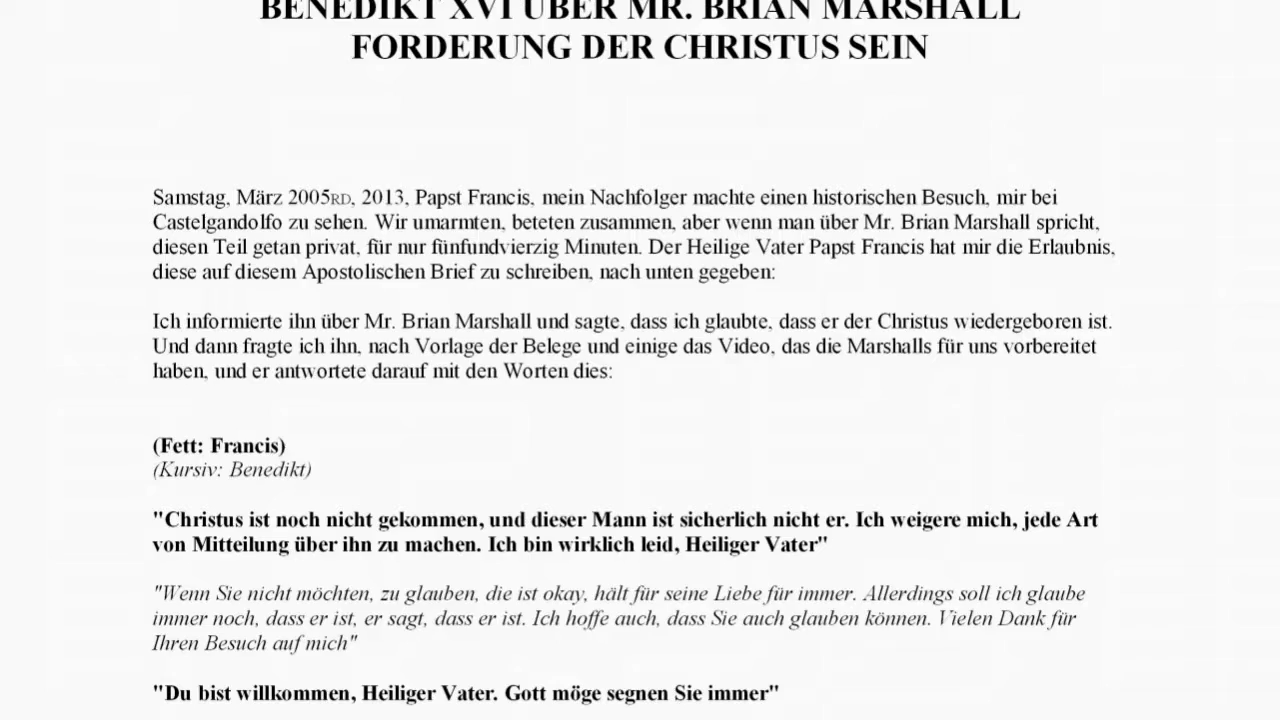 BENEDIKT XVI ÜBER MR. BRIAN MARSHALL
FORDERUNG DER CHRISTUS SEIN
Samstag, März 2005RD, 2013, Papst Francis, mein Nachfolger machte einen historischen Besuch, mir bei
Castelgandolfo zu sehen. Wir umarmten, beteten zusammen, aber wenn man über Mr. Brian Marshall spricht,
diesen Teil getan privat, für nur fünfundvierzig Minuten. Der Heilige Vater Papst Francis hat mir die Erlaubnis,
diese auf diesem Apostolischen Brief zu schreiben, nach unten gegeben:
Ich informierte ihn über Mr. Brian Marshall und sagte, dass ich glaubte, dass er der Christus wiedergeboren ist.
Und dann fragte ich ihn, nach Vorlage der Belege und einige das Video, das die Marshalls für uns vorbereitet
haben, und er antwortete darauf mit den Worten dies:
(Fett: Francis)
(Kursiv: Benedikt)
"Christus ist noch nicht gekommen, und dieser Mann ist sicherlich nicht er. Ich weigere mich, jede Art
von Mitteilung über ihn zu machen. Ich bin wirklich leid, Heiliger Vater"
"Wenn Sie nicht möchten, zu glauben, die ist okay, hält für seine Liebe für immer. Allerdings soll ich glaube
immer noch, dass er ist, er sagt, dass er ist. Ich hoffe auch, dass Sie auch glauben können. Vielen Dank für
Ihren Besuch auf mich"
"Du bist willkommen, Heiliger Vater. Gott möge segnen Sie immer"